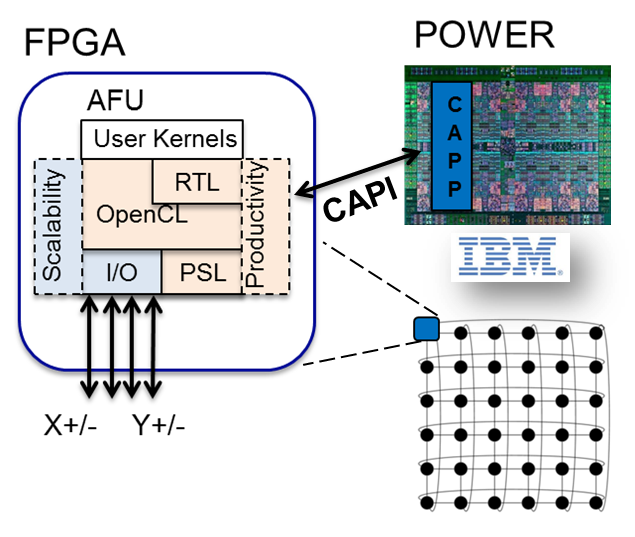 FPGA
POWER
AFU
User Kernels
RTL
OpenCL
Scalability
Productivity
I/O
PSL
X+/-
Y+/-
CAPI
C
A
P
P
IBM®